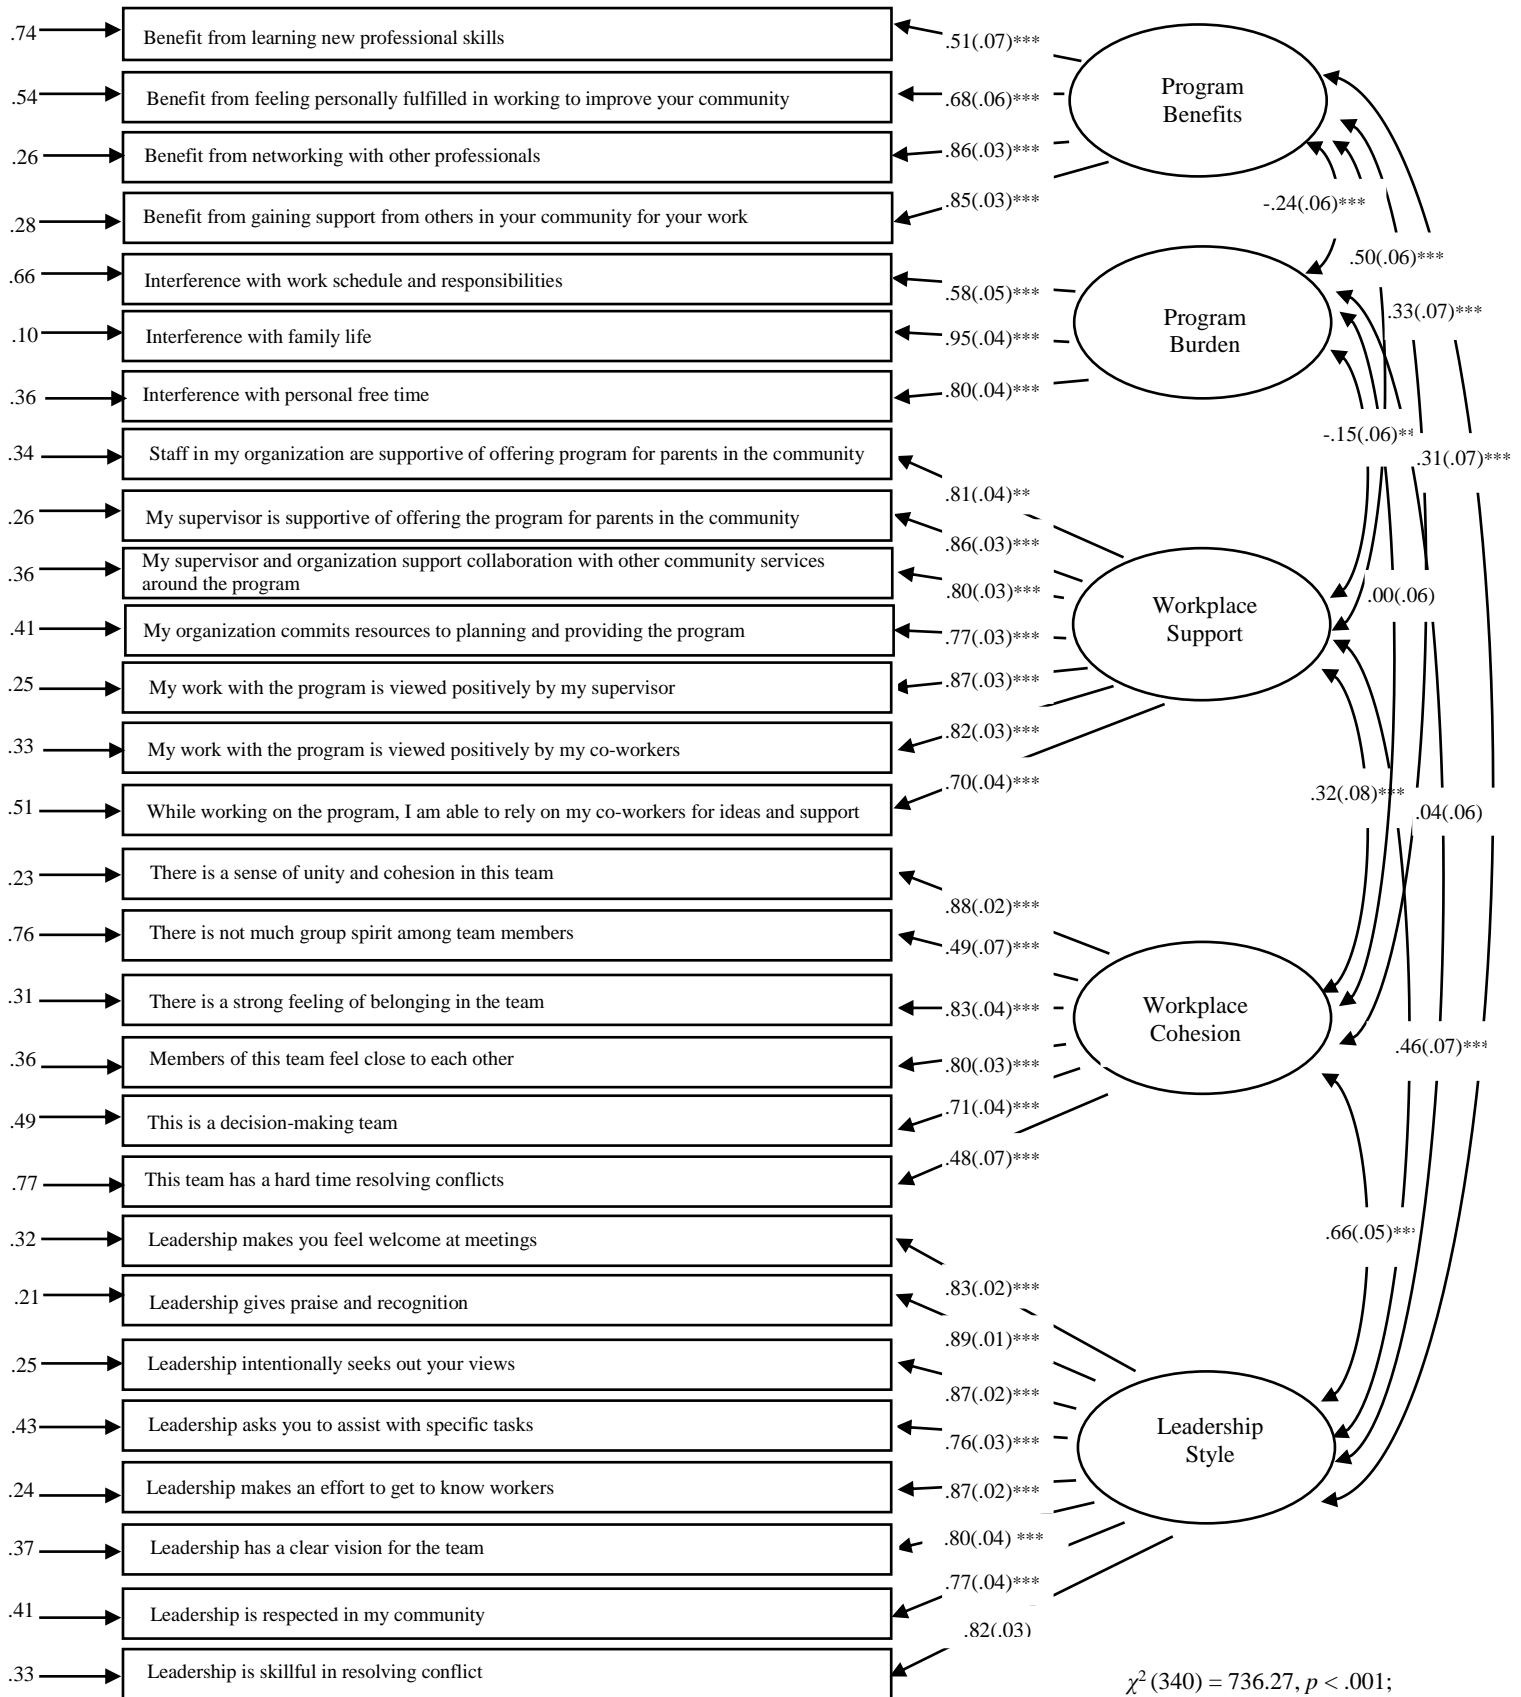 .74
Benefit from learning new professional skills
.51(.07)***
.54
Benefit from feeling personally fulfilled in working to improve your community
.68(.06)***
Program
Benefits
.26
Benefit from networking with other professionals
.86(.03)***
.28
Benefit from gaining support from others in your community for your work
.85(.03)***
-.24(.06)***
.50(.06)***
.66
Interference with work schedule and responsibilities
.58(.05)***
.33(.07)***
.10
Interference with family life
.95(.04)***
Program
Burden
.36
Interference with personal free time
.80(.04)***
-.15(.06)**
.31(.07)***
.34
Staff in my organization are supportive of offering program for parents in the community
.81(.04)**
.26
My supervisor is supportive of offering the program for parents in the community
.86(.03)***
.36
My supervisor and organization support collaboration with other community services
around the program
.80(.03)***
.00(.06)
Workplace
Support
.41
My organization commits resources to planning and providing the program
.77(.03)***
.25
My work with the program is viewed positively by my supervisor
.87(.03)***
.33
My work with the program is viewed positively by my co-workers
.82(.03)***
.51
While working on the program, I am able to rely on my co-workers for ideas and support
.70(.04)***
.32(.08)***
.04(.06)
.23
There is a sense of unity and cohesion in this team
.88(.02)***
.76
There is not much group spirit among team members
.49(.07)***
.31
There is a strong feeling of belonging in the team
.83(.04)***
Workplace
Cohesion
.36
Members of this team feel close to each other
.80(.03)***
.46(.07)***
.49
This is a decision-making team
.71(.04)***
.77
This team has a hard time resolving conflicts
.48(.07)***
.66(.05)***
.32
Leadership makes you feel welcome at meetings
.83(.02)***
.21
Leadership gives praise and recognition
.89(.01)***
.25
Leadership intentionally seeks out your views
.87(.02)***
.43
Leadership asks you to assist with specific tasks
.76(.03)***
Leadership
Style
.24
Leadership makes an effort to get to know workers
.87(.02)***
.37
Leadership has a clear vision for the team
.80(.04) ***
.41
Leadership is respected in my community
.77(.04)***
.33
Leadership is skillful in resolving conflict
.82(.03)
χ² (340) = 736.27, p < .001;